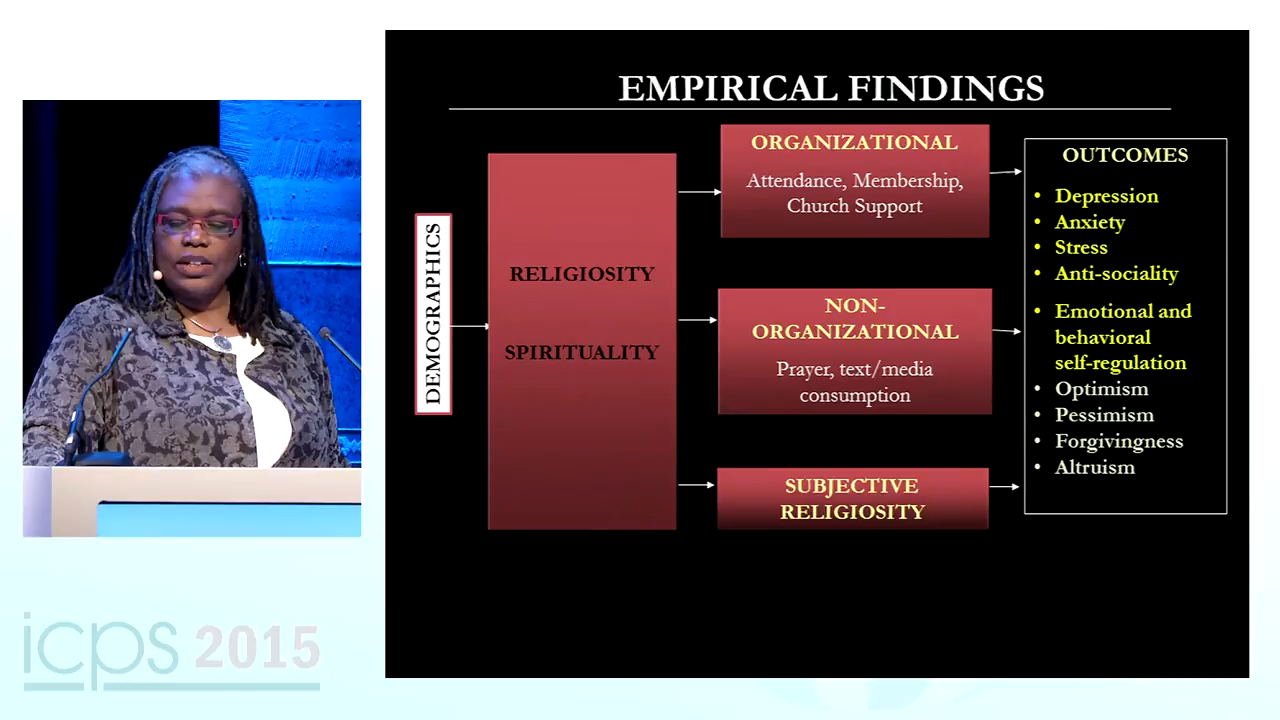 EMPIRICAL FINDINGS
DEMOGRAPHICS
RELIGIOSITY
SPIRITUALITY
ORGANIZATIONAL
Attendance, Membership,
Church Support
NON-
ORGANIZATIONAL
Prayer, text/media
consumption
SUBJECTIVE
RELIGIOSITY
OUTCOMES
• Depression
• Anxiety
• Stress
• Anti-sociality
• Emotional and
behavioral
self-regulation
• Optimism
• Pessimism
• Forgivingness
• Altruism
icps 2015